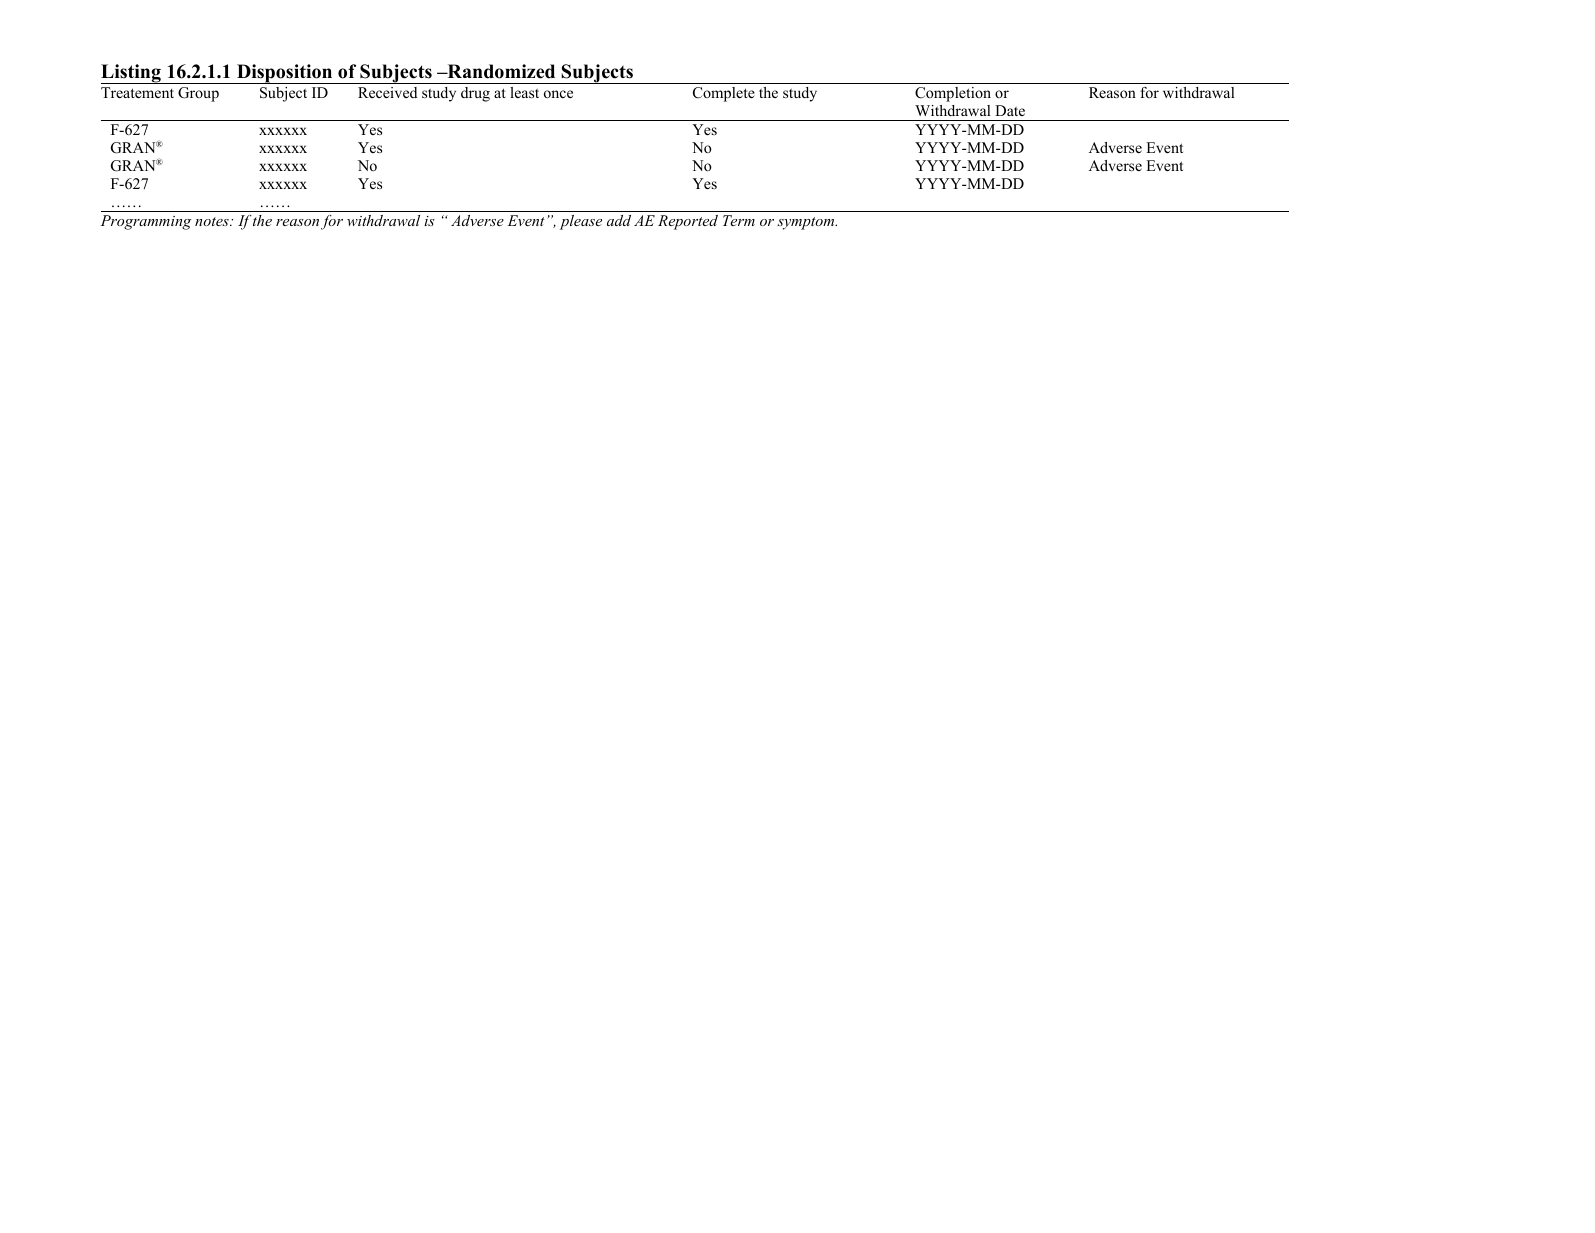 Listing 16.2.1.1 Disposition of Subjects –Randomized Subjects
Treatement Group Subject ID Received study drug at least once Complete the study Completion or Withdrawal Date Reason for withdrawal
F-627 xxxxxx Yes Yes YYYY-MM-DD
GRAN® xxxxxx Yes No YYYY-MM-DD Adverse Event
GRAN® xxxxxx No No YYYY-MM-DD Adverse Event
F-627 xxxxxx Yes Yes YYYY-MM-DD
…… ……
Programming notes: If the reason for withdrawal is “ Adverse Event”, please add AE Reported Term or symptom.